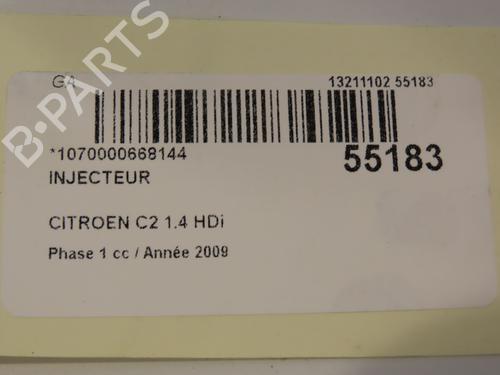 GA 13211102 55183
*1070000668144 55183
INJECTEUR
CITROEN C2 1.4 HDi
Phase 1 cc / Année 2009
B-PARTS